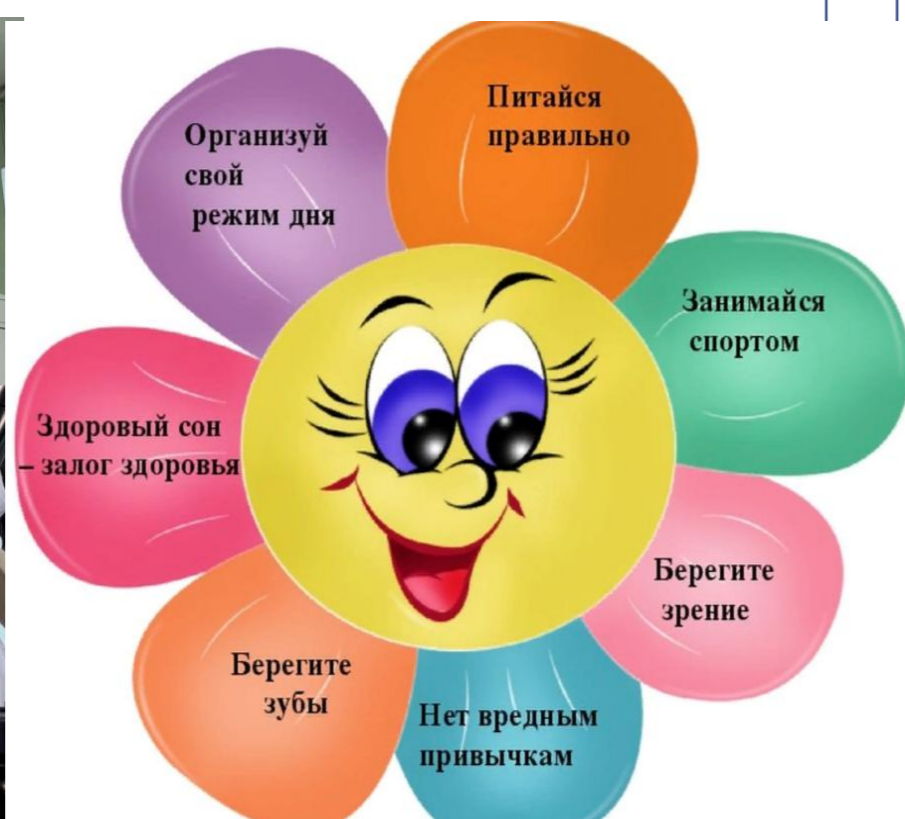 Питайся
правильно
Организуй
свой
режим дня
Занимайся
спортом
Здоровый сон
– залог здоровья
Берегите
зрение
Берегите
зубы
Нет вредным
привычкам